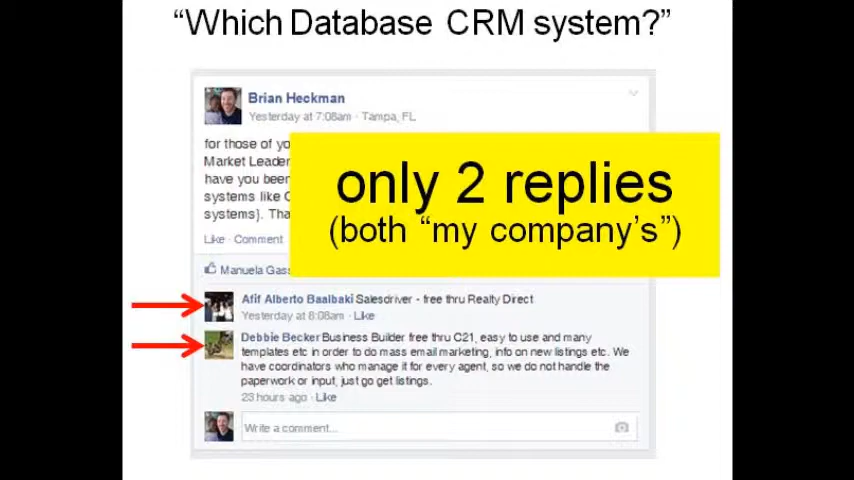 “Which Database CRM system?”
Brian Heckman
Yesterday at 7:08am · Tampa, FL
for those of yo
Market Leader
have you been
systems like C
systems). Tha
only 2 replies
(both “my company’s”)
Like · Comment
Manuela Gass
Afif Alberto Baalbaki Salesdriver - free thru Realty Direct
Yesterday at 8:08am · Like
Debbie Becker Business Builder free thru C21, easy to use and many
templates etc in order to do mass email marketing, info on new listings etc. We
have coordinators who manage it for every agent, so we do not handle the
paperwork or input, just go get listings.
23 hours ago · Like
Write a comment...